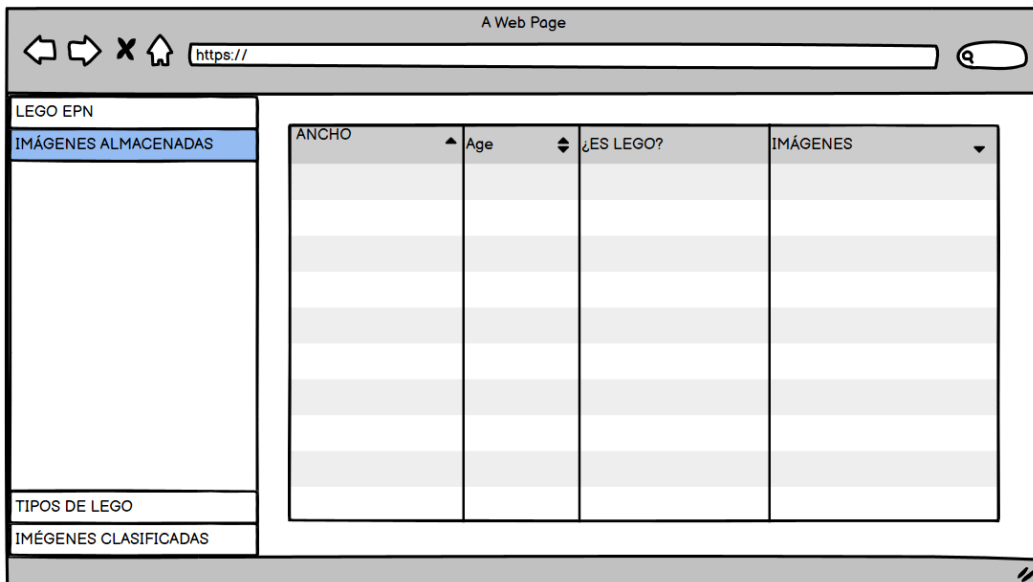 A Web Page
https://
LEGO EPN
IMÁGENES ALMACENADAS
TIPOS DE LEGO
IMÉGENES CLASIFICADAS
ANCHO Age ¿ES LEGO? IMÁGENES